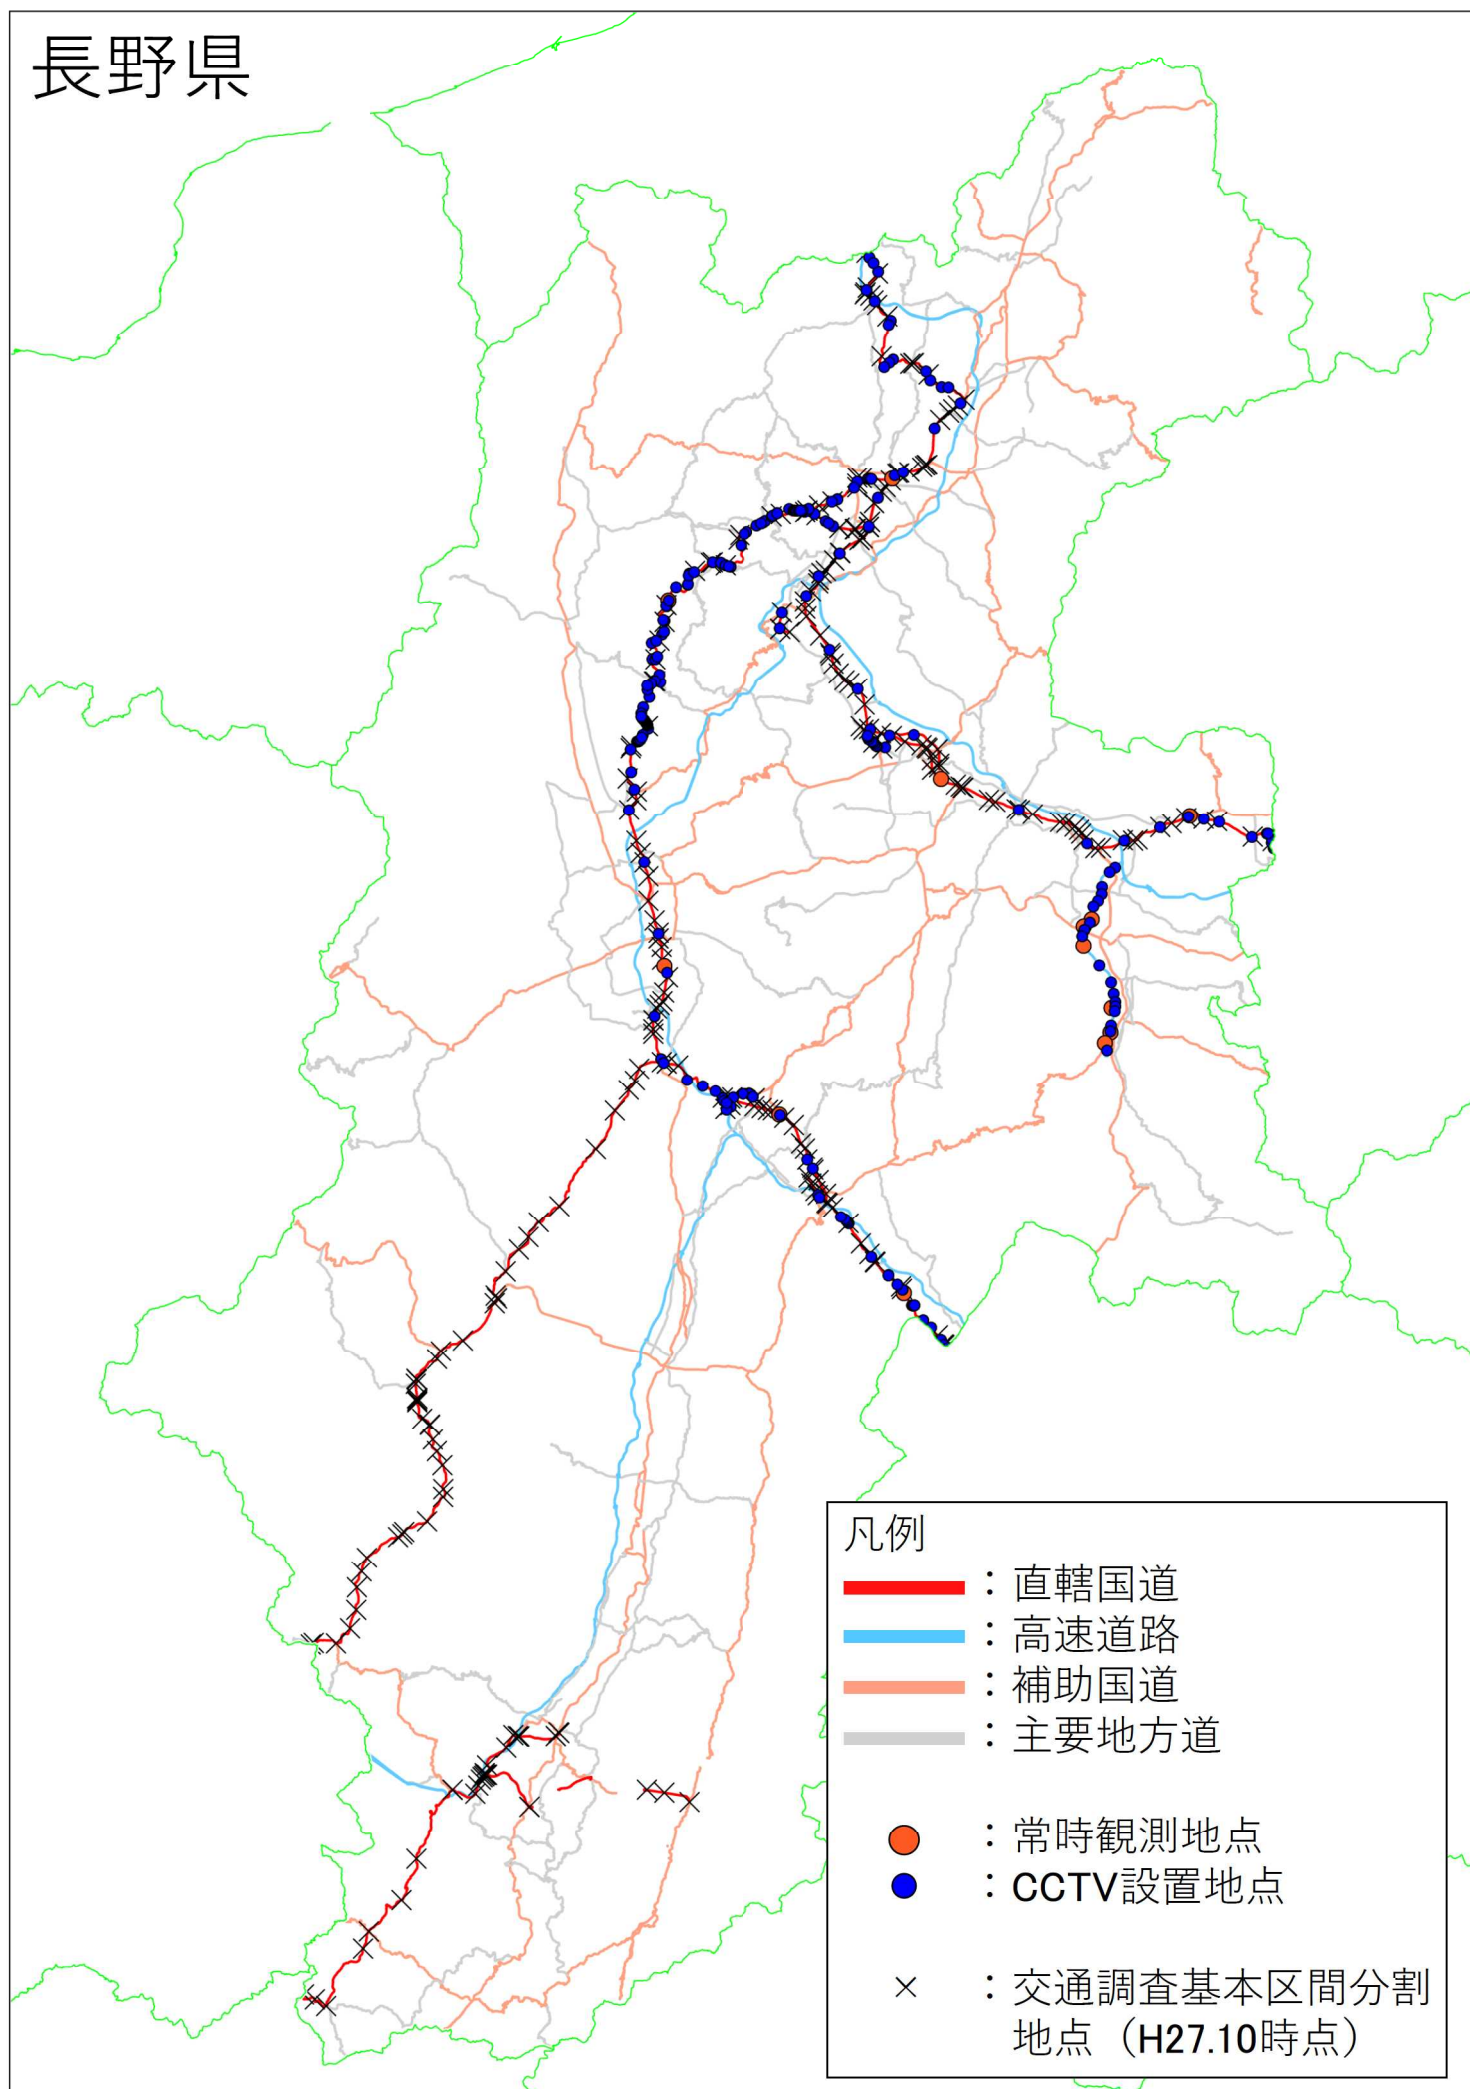 長野県
凡例
：直轄国道
：高速道路
：補助国道
：主要地方道
：常時観測地点
：CCTV設置地点
：交通調査基本区間分割
地点（H27.10時点）